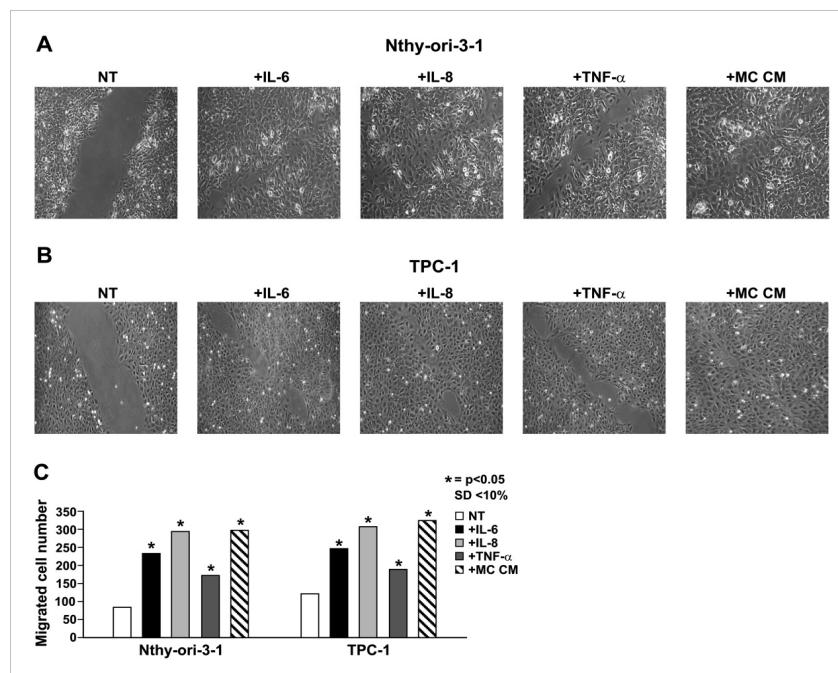 A
Nthy-ori-3-1
NT +IL-6 +IL-8 +TNF-α +MC CM
B
TPC-1
NT +IL-6 +IL-8 +TNF-α +MC CM
C
* = p<0.05
SD <10%
NT
+IL-6
+IL-8
+TNF-α
+MC CM
Migrated cell number
350
300
250
200
150
100
50
0
* * * *
* * * *
Nthy-ori-3-1 TPC-1